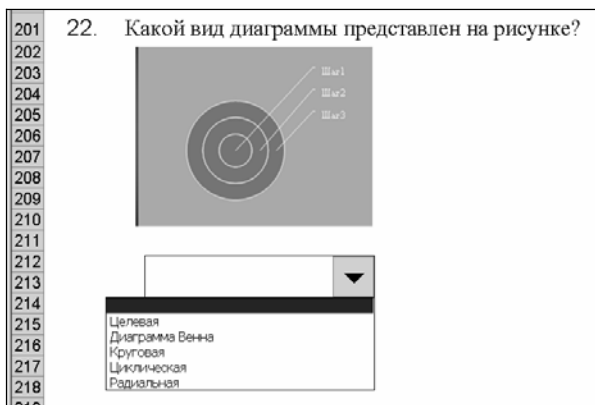 201 22. Какой вид диаграммы представлен на рисунке?
202
203 Шаг1
204 Шаг2
205 Шаг3
206
207
208
209
210
211
212
213
214
215 Целевая
216 Диаграмма Венна
Круговая
217 Циклическая
218 Радиальная